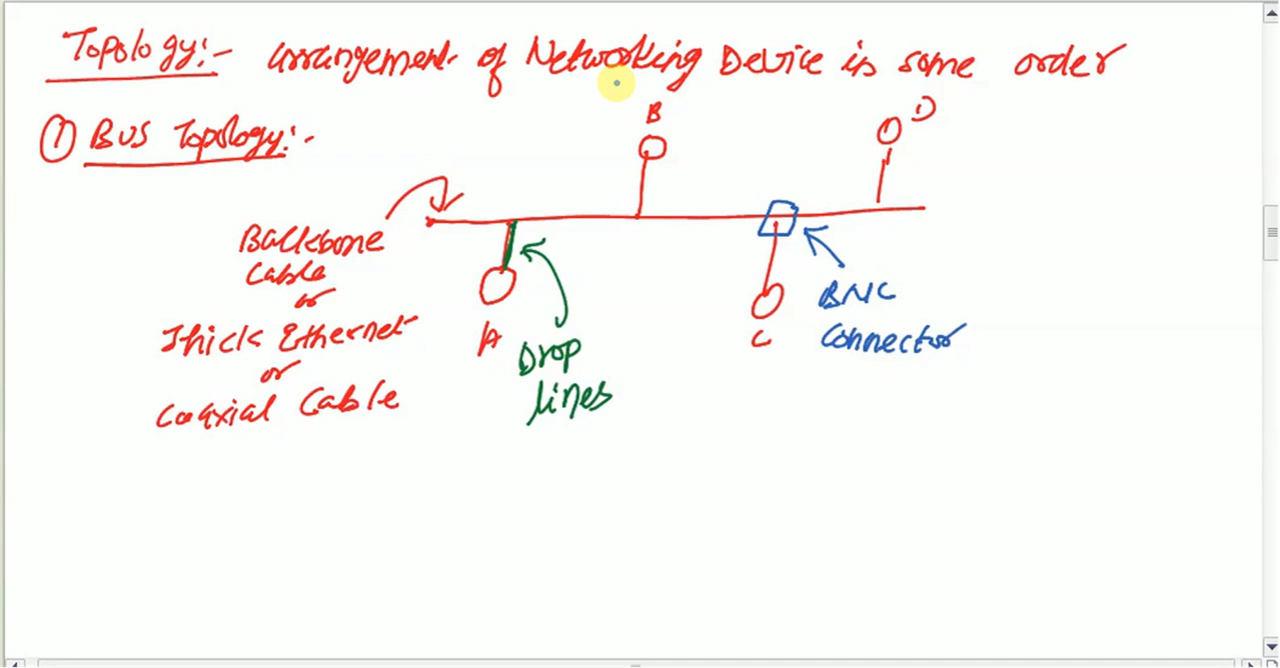 Topology:- arrangement of Networking Device in some order
① BUS Topology:-
B
D
Backbone
Cable
or
Thick Ethernet
or
Coaxial Cable
A
Drop
lines
C
BNC
Connector